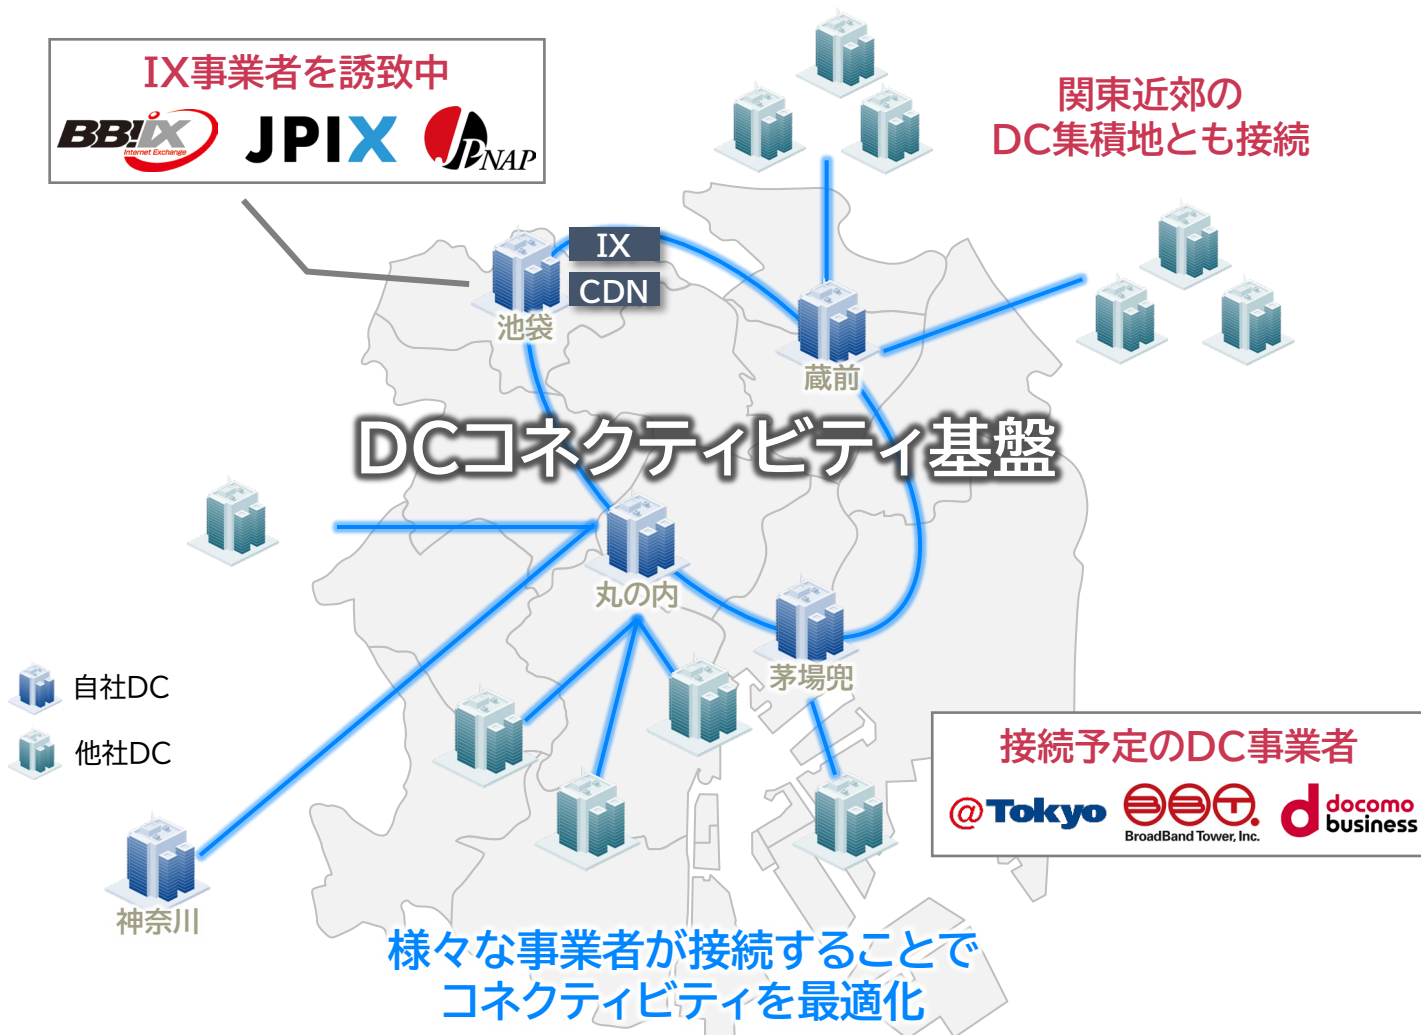 IX事業者を誘致中
BB!X
Internet Exchange
JPIX
JPNAP
関東近郊の
DC集積地とも接続
IX
CDN
池袋
蔵前
DCコネクティビティ基盤
丸の内
茅場兜
自社DC
他社DC
接続予定のDC事業者
@Tokyo
BBT.
BroadBand Tower, Inc.
docomo
business
神奈川
様々な事業者が接続することで
コネクティビティを最適化